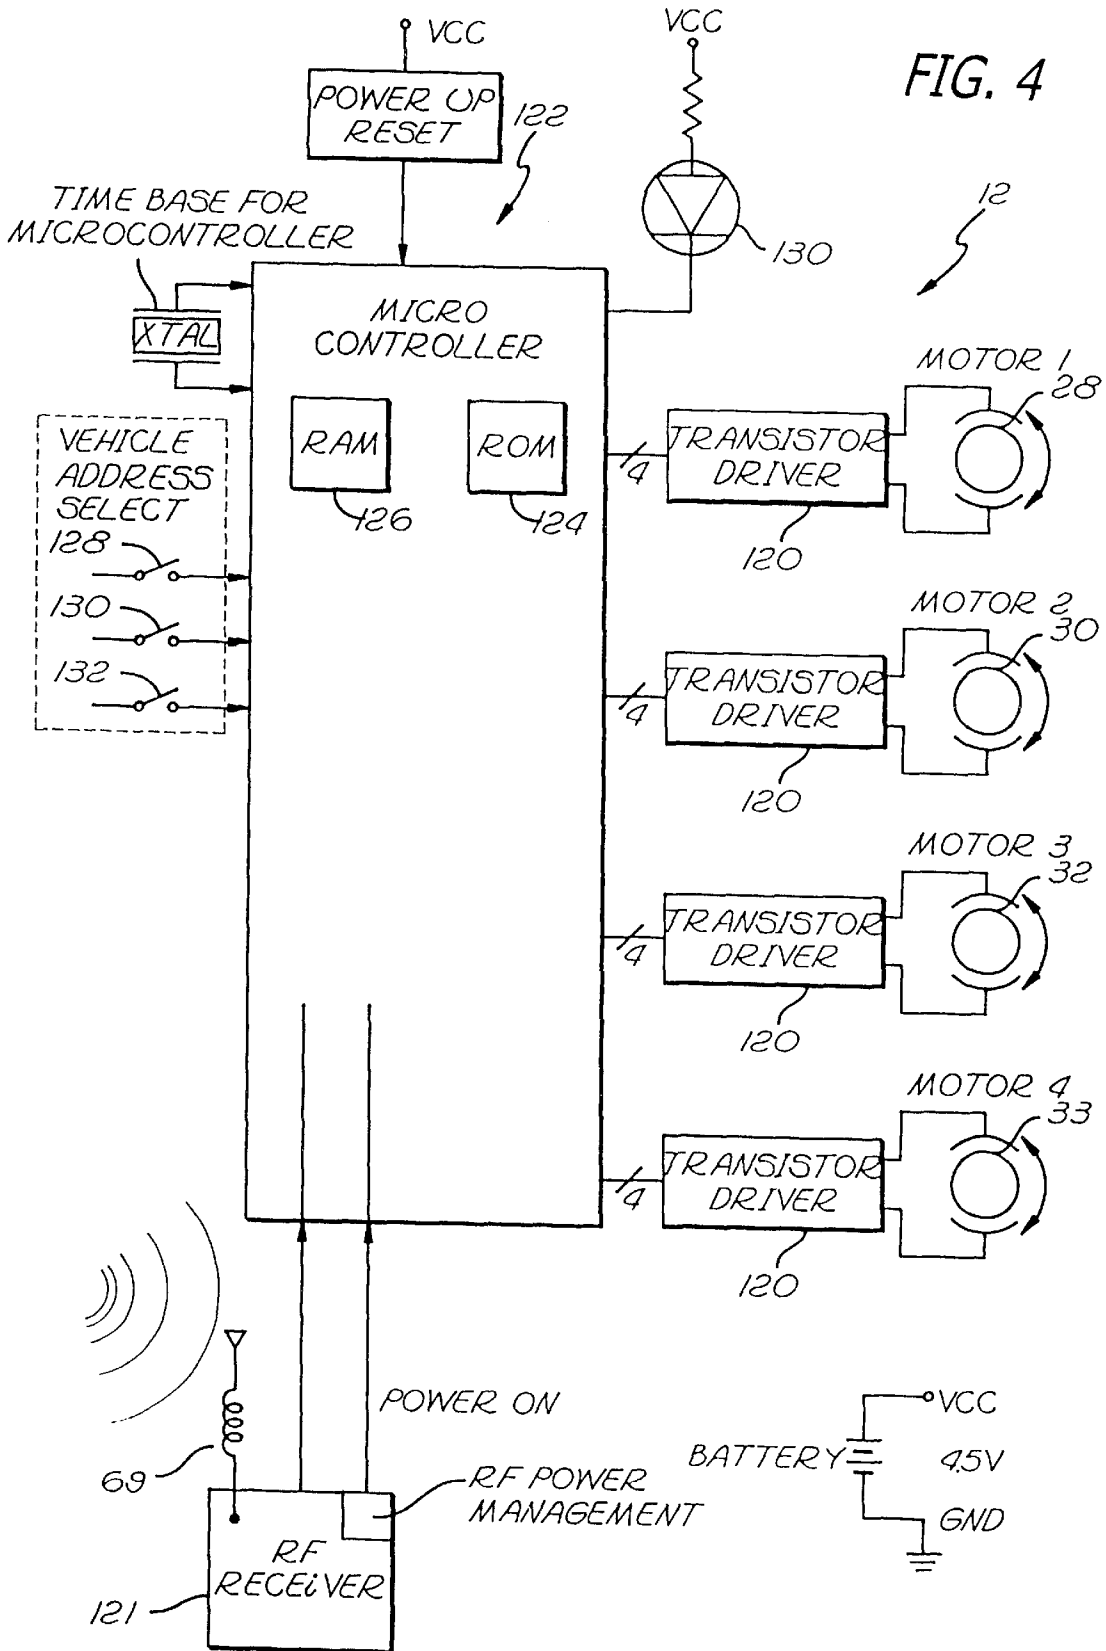 FIG. 4
VCC
VCC
POWER UP
RESET
122
12
TIME BASE FOR
MICROCONTROLLER
130
XTAL
MICRO
CONTROLLER
MOTOR 1
28
VEHICLE
ADDRESS
SELECT
RAM
ROM
TRANSISTOR
DRIVER
4
126
124
128
120
130
MOTOR 2
30
132
TRANSISTOR
DRIVER
4
120
MOTOR 3
32
TRANSISTOR
DRIVER
4
120
MOTOR 4
33
TRANSISTOR
DRIVER
4
120
POWER ON
VCC
BATTERY
4.5V
69
RF POWER
MANAGEMENT
GND
RF
RECEiVER
121